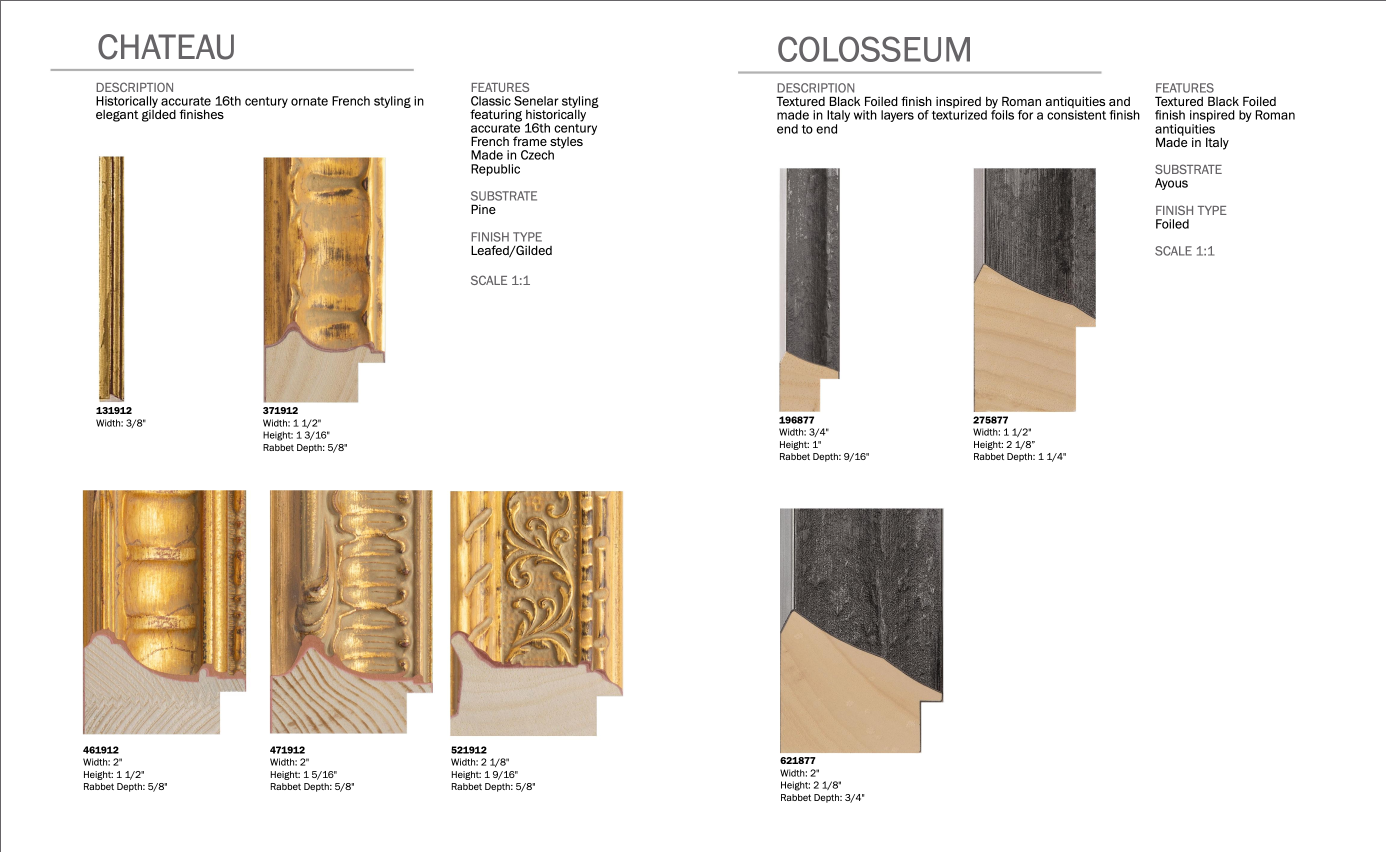 CHATEAU
DESCRIPTION
Historically accurate 16th century ornate French styling in
elegant gilded finishes
FEATURES
Classic Senelar styling
featuring historically
accurate 16th century
French frame styles
Made in Czech
Republic
SUBSTRATE
Pine
FINISH TYPE
Leafed/Gilded
SCALE 1:1
131912
Width: 3/8"
371912
Width: 1 1/2"
Height: 1 3/16"
Rabbet Depth: 5/8"
461912
Width: 2"
Height: 1 1/2"
Rabbet Depth: 5/8"
471912
Width: 2"
Height: 1 5/16"
Rabbet Depth: 5/8"
521912
Width: 2 1/8"
Height: 1 9/16"
Rabbet Depth: 5/8"
COLOSSEUM
DESCRIPTION
Textured Black Foiled finish inspired by Roman antiquities and
made in Italy with layers of texturized foils for a consistent finish
end to end
FEATURES
Textured Black Foiled
finish inspired by Roman
antiquities
Made in Italy
SUBSTRATE
Ayous
FINISH TYPE
Foiled
SCALE 1:1
196877
Width: 3/4"
Height: 1"
Rabbet Depth: 9/16"
275877
Width: 1 1/2"
Height: 2 1/8"
Rabbet Depth: 1 1/4"
621877
Width: 2"
Height: 2 1/8"
Rabbet Depth: 3/4"